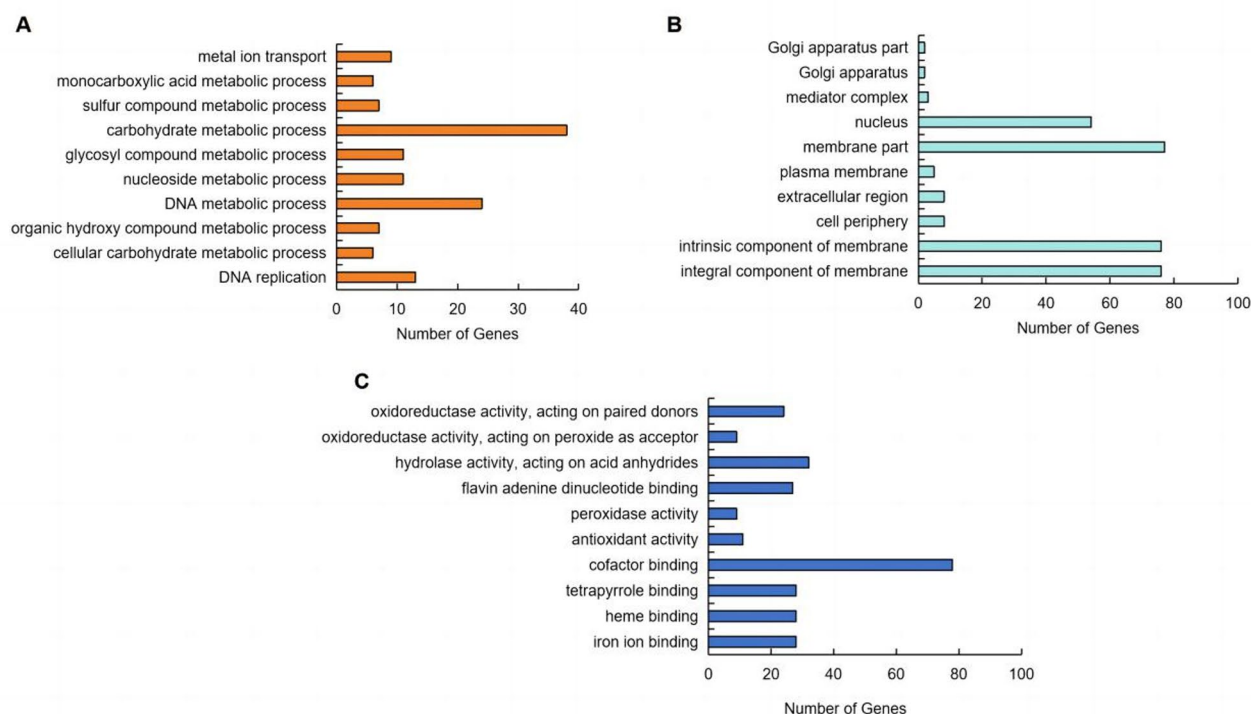 A
metal ion transport
monocarboxylic acid metabolic process
sulfur compound metabolic process
carbohydrate metabolic process
glycosyl compound metabolic process
nucleoside metabolic process
DNA metabolic process
organic hydroxy compound metabolic process
cellular carbohydrate metabolic process
DNA replication
0 10 20 30 40
Number of Genes
B
Golgi apparatus part
Golgi apparatus
mediator complex
nucleus
membrane part
plasma membrane
extracellular region
cell periphery
intrinsic component of membrane
integral component of membrane
0 20 40 60 80 100
Number of Genes
C
oxidoreductase activity, acting on paired donors
oxidoreductase activity, acting on peroxide as acceptor
hydrolase activity, acting on acid anhydrides
flavin adenine dinucleotide binding
peroxidase activity
antioxidant activity
cofactor binding
tetrapyrrole binding
heme binding
iron ion binding
0 20 40 60 80 100
Number of Genes